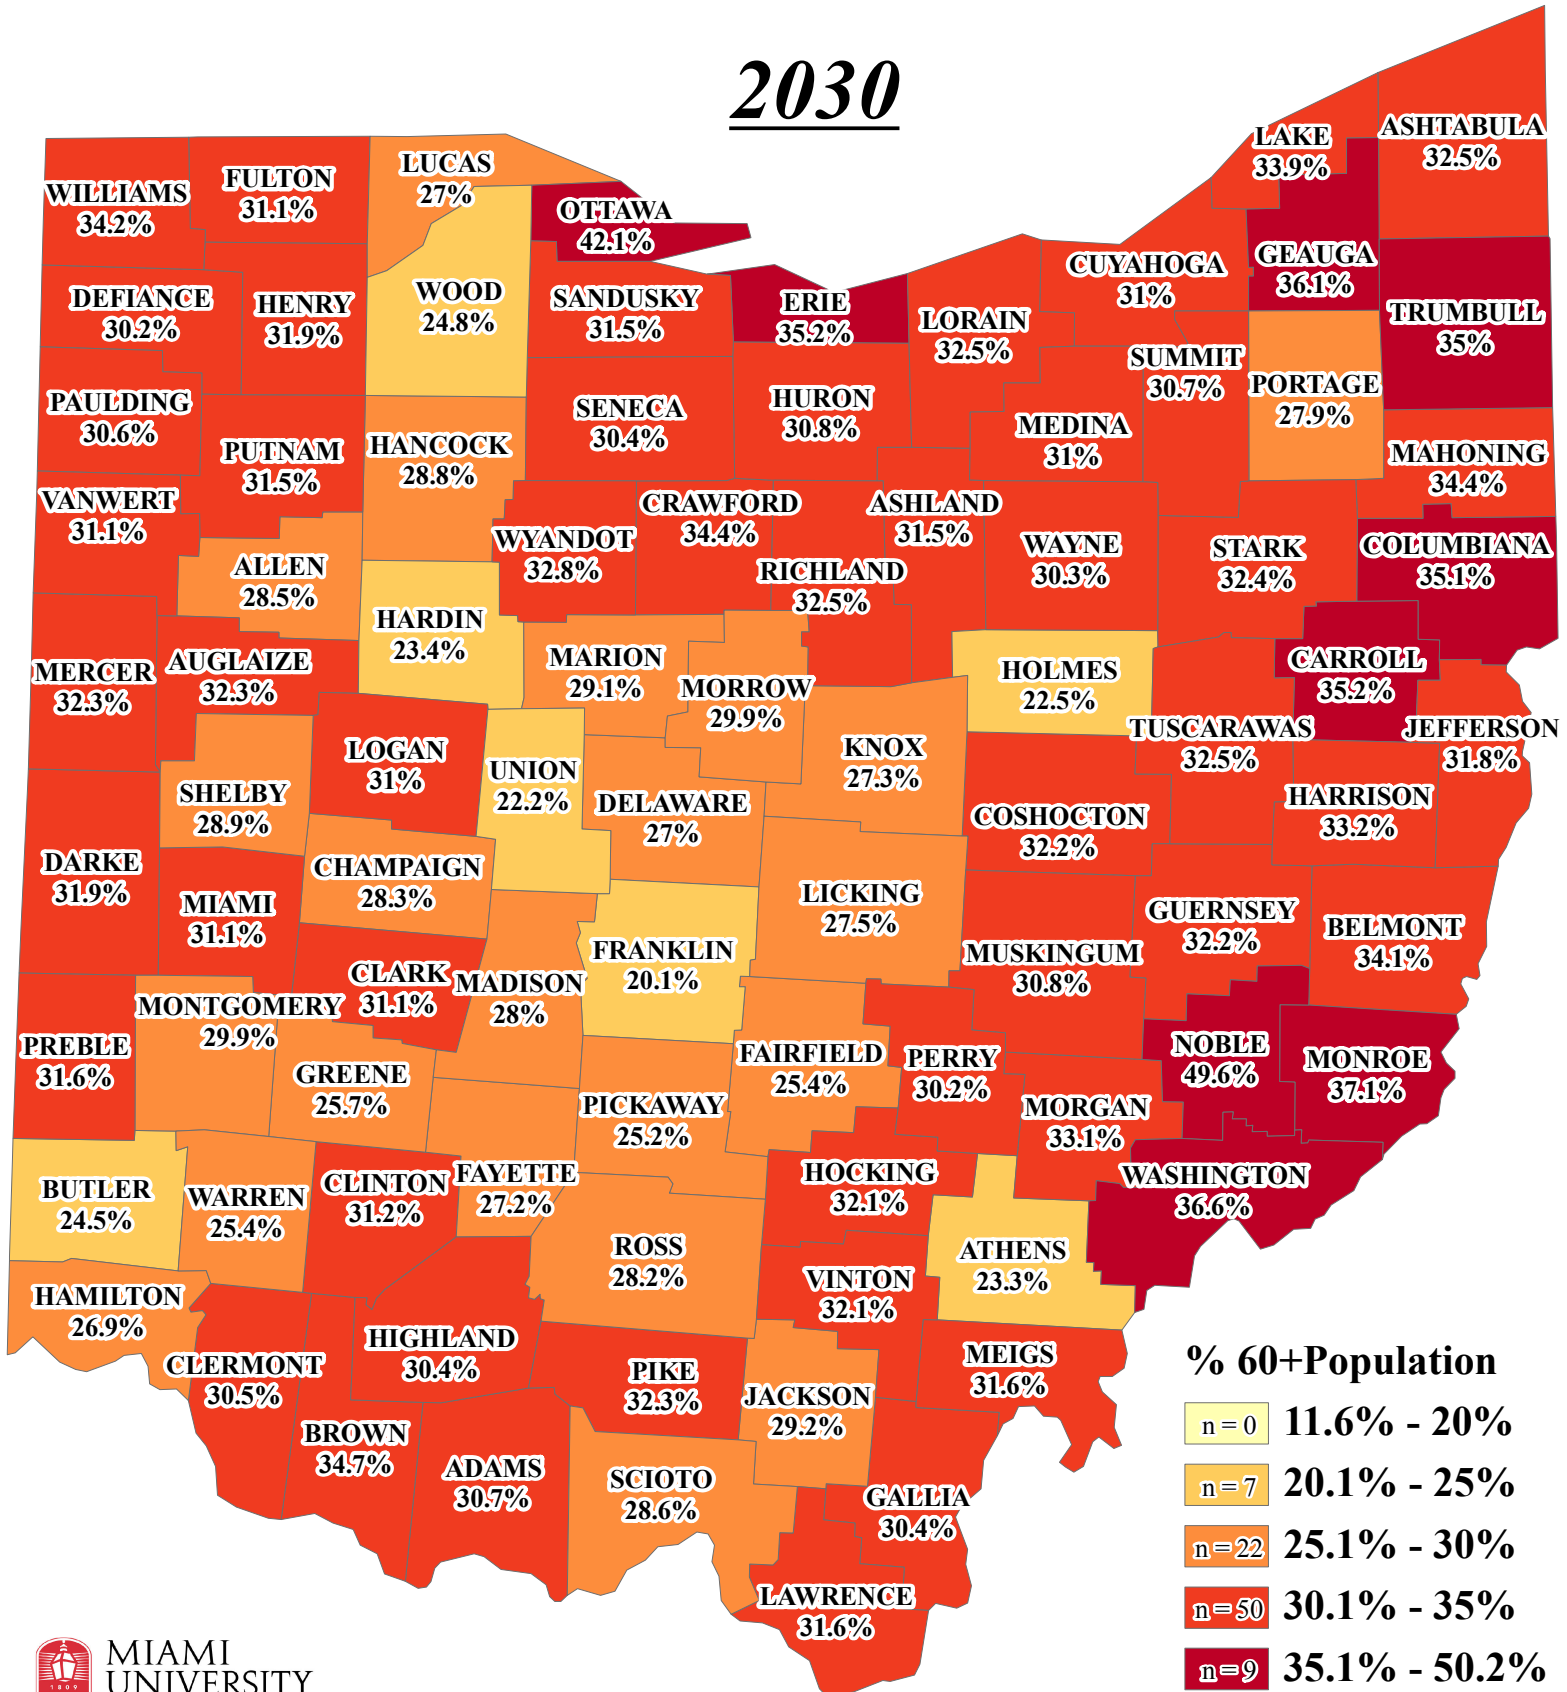 2030
LAKE
33.9%
ASHTABULA
32.5%
LUCAS
27%
FULTON
31.1%
WILLIAMS
34.2%
OTTAWA
42.1%
GEAUGA
36.1%
CUYAHOGA
31%
DEFIANCE
30.2%
HENRY
31.9%
WOOD
24.8%
SANDUSKY
31.5%
ERIE
35.2%
LORAIN
32.5%
TRUMBULL
35%
SUMMIT
30.7%
PORTAGE
27.9%
PAULDING
30.6%
SENECA
30.4%
HURON
30.8%
MEDINA
31%
PUTNAM
31.5%
HANCOCK
28.8%
MAHONING
34.4%
VANWERT
31.1%
CRAWFORD
34.4%
ASHLAND
31.5%
WYANDOT
32.8%
WAYNE
30.3%
STARK
32.4%
COLUMBIANA
35.1%
ALLEN
28.5%
RICHLAND
32.5%
HARDIN
23.4%
MERCER
32.3%
AUGLAIZE
32.3%
MARION
29.1%
MORROW
29.9%
HOLMES
22.5%
CARROLL
35.2%
TUSCARAWAS
32.5%
JEFFERSON
31.8%
LOGAN
31%
UNION
22.2%
KNOX
27.3%
SHELBY
28.9%
DELAWARE
27%
COSHOCTON
32.2%
HARRISON
33.2%
DARKE
31.9%
CHAMPAIGN
28.3%
MIAMI
31.1%
LICKING
27.5%
GUERNSEY
32.2%
BELMONT
34.1%
FRANKLIN
20.1%
MUSKINGUM
30.8%
CLARK
31.1%
MADISON
28%
MONTGOMERY
29.9%
PREBLE
31.6%
GREENE
25.7%
FAIRFIELD
25.4%
PERRY
30.2%
NOBLE
49.6%
MONROE
37.1%
PICKAWAY
25.2%
MORGAN
33.1%
BUTLER
24.5%
WARREN
25.4%
CLINTON
31.2%
FAYETTE
27.2%
HOCKING
32.1%
WASHINGTON
36.6%
ROSS
28.2%
ATHENS
23.3%
VINTON
32.1%
HAMILTON
26.9%
CLERMONT
30.5%
HIGHLAND
30.4%
PIKE
32.3%
JACKSON
29.2%
MEIGS
31.6%
BROWN
34.7%
ADAMS
30.7%
SCIOTO
28.6%
GALLIA
30.4%
LAWRENCE
31.6%
% 60+Population
n = 0 11.6% - 20%
n = 7 20.1% - 25%
n = 22 25.1% - 30%
n = 50 30.1% - 35%
n = 9 35.1% - 50.2%
1809
MIAMI
UNIVERSITY